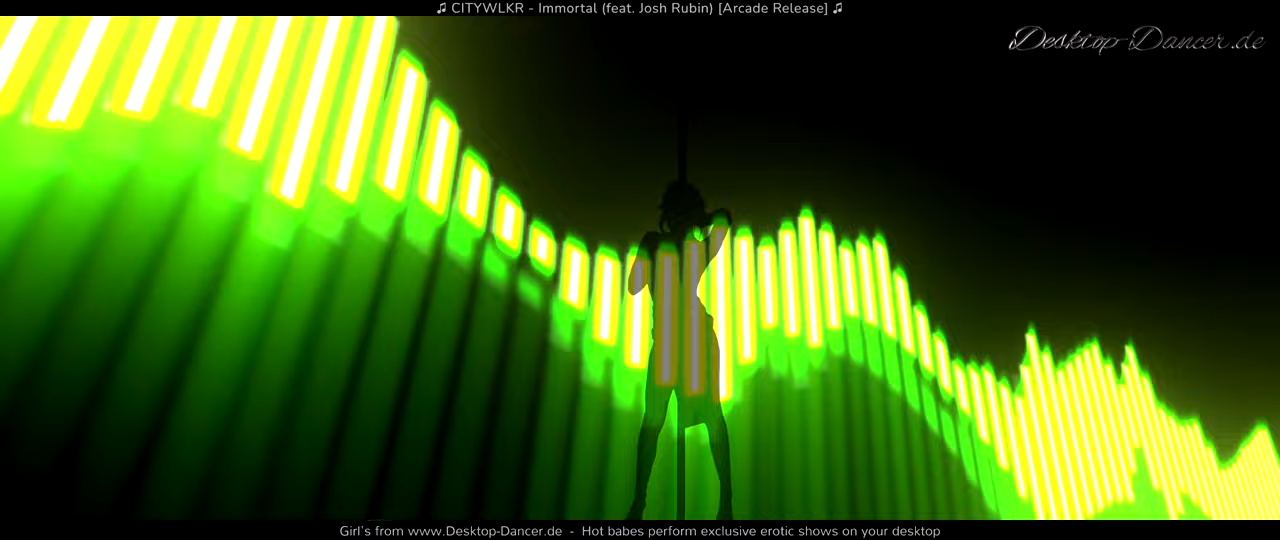 ♫ CITYWLKR - Immortal (feat. Josh Rubin) [Arcade Release] ♫
Desktop-Dancer.de
Girl's from www.Desktop-Dancer.de - Hot babes perform exclusive erotic shows on your desktop